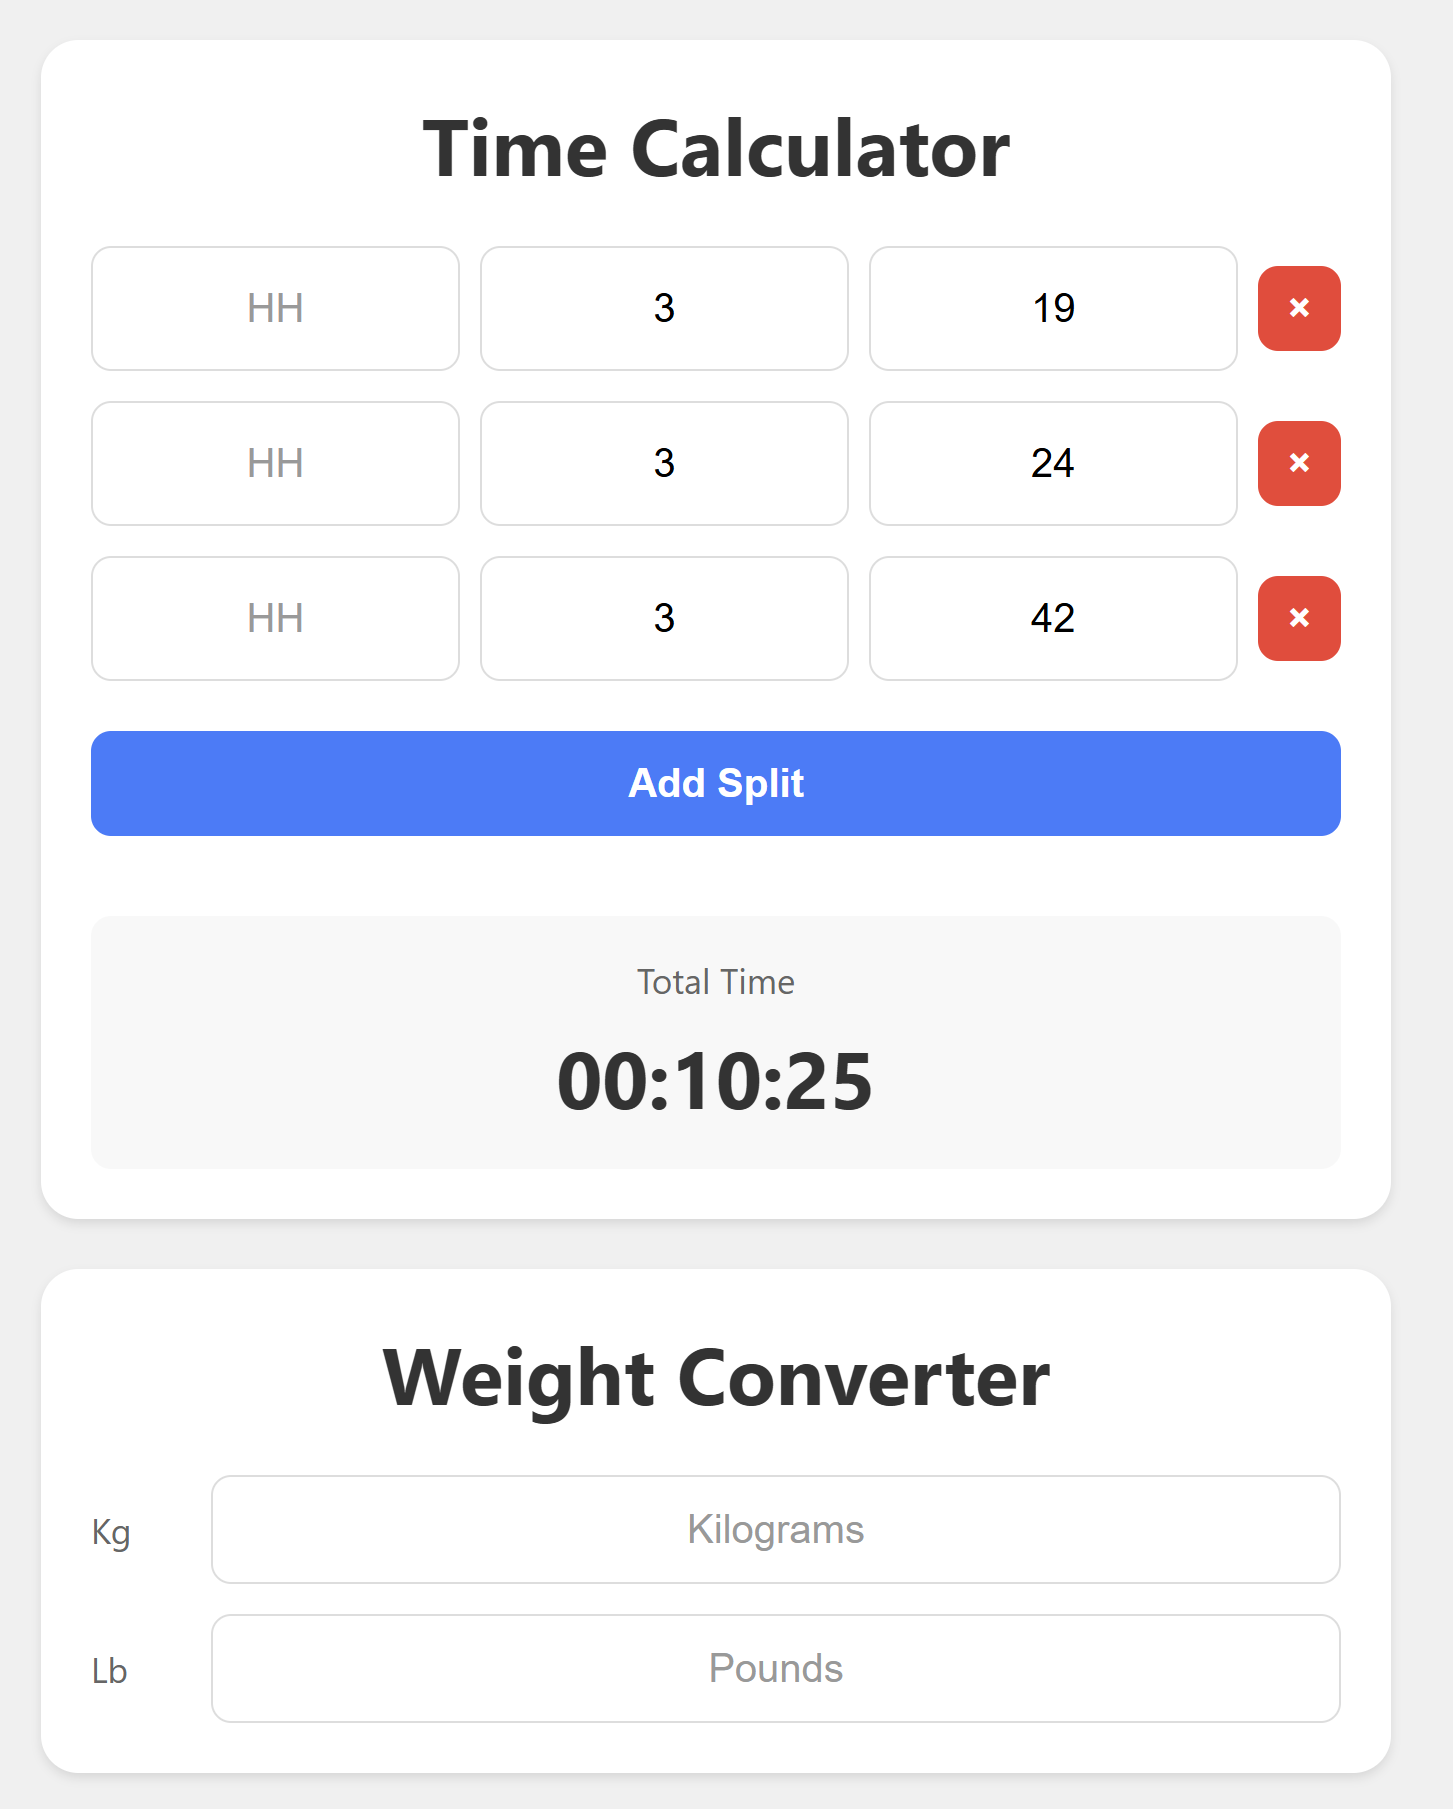 Time Calculator
HH 3 19 ×
HH 3 24 ×
HH 3 42 ×
Add Split
Total Time
00:10:25
Weight Converter
Kg Kilograms
Lb Pounds